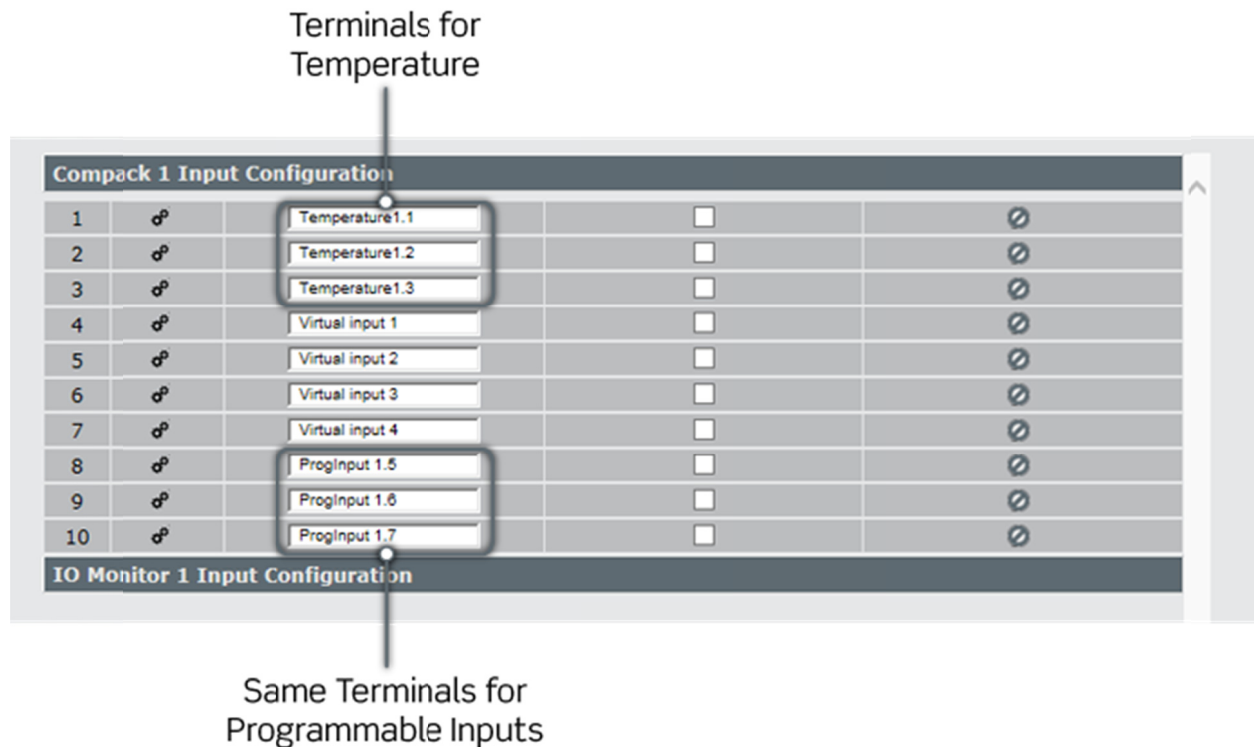 Terminals for
Temperature
Compack 1 Input Configuration
1 Temperature1.1
2 Temperature1.2
3 Temperature1.3
4 Virtual input 1
5 Virtual input 2
6 Virtual input 3
7 Virtual input 4
8 ProgInput 1.5
9 ProgInput 1.6
10 ProgInput 1.7
IO Monitor 1 Input Configuration
Same Terminals for
Programmable Inputs